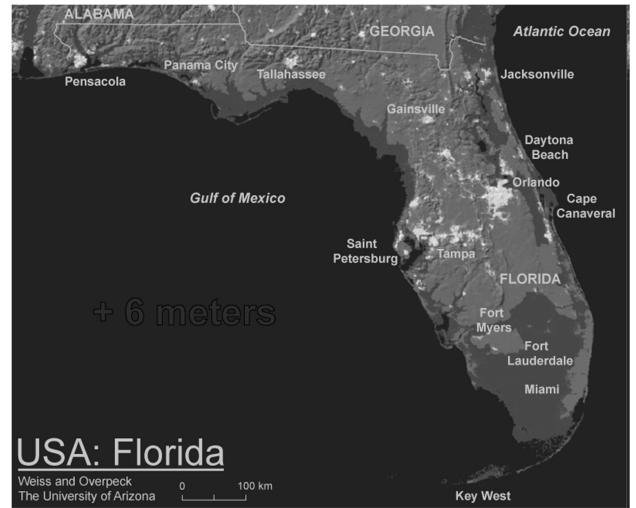 ALABAMA
GEORGIA
Atlantic Ocean
Pensacola
Panama City
Tallahassee
Jacksonville
Gainsville
Daytona
Beach
Orlando
Cape
Canaveral
Gulf of Mexico
Saint
Petersburg
Tampa
FLORIDA
+ 6 meters
Fort
Myers
Fort
Lauderdale
Miami
USA: Florida
Weiss and Overpeck
The University of Arizona
0 100 km
Key West